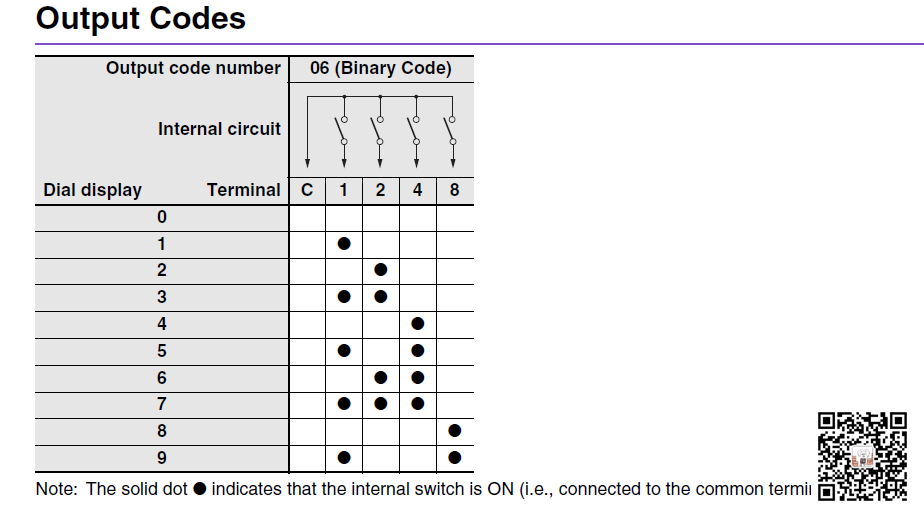 Output Codes
Output code number 06 (Binary Code)
Internal circuit
Dial display Terminal C 1 2 4 8
0
1 ●
2 ●
3 ● ●
4 ●
5 ● ●
6 ● ●
7 ● ● ●
8 ●
9 ● ●
Note: The solid dot ● indicates that the internal switch is ON (i.e., connected to the common